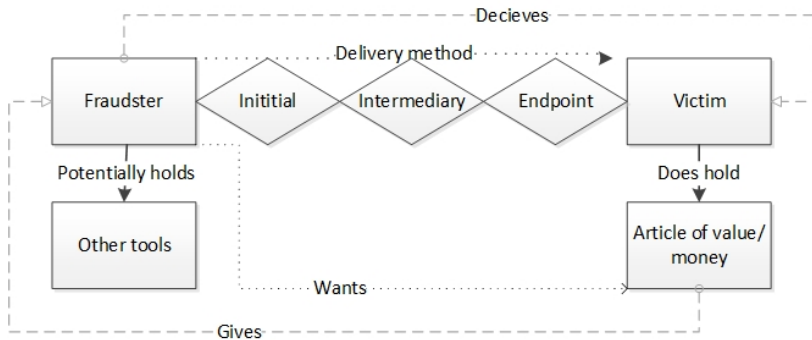 Decieves
Delivery method
Fraudster
Inititial
Intermediary
Endpoint
Victim
Potentially holds
Does hold
Other tools
Article of value/
money
Wants
Gives